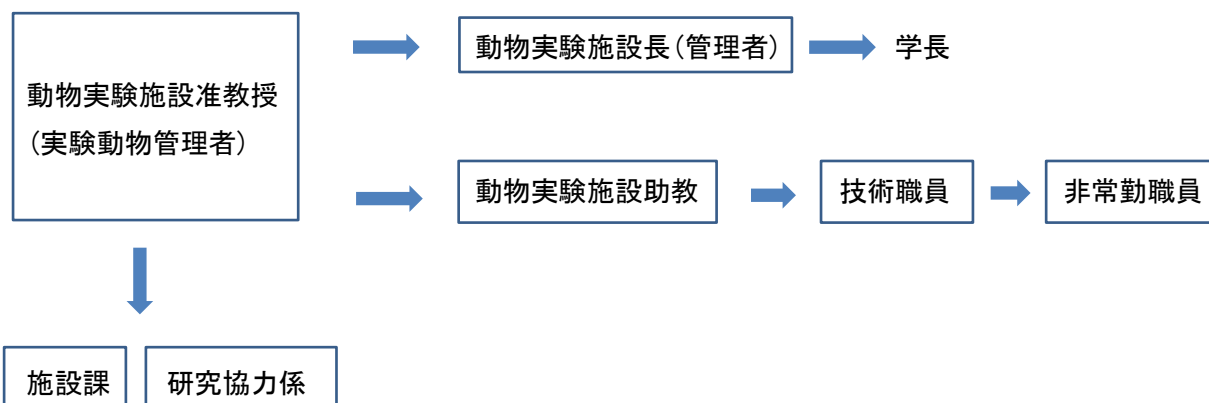 動物実験施設長（管理者）
学長
動物実験施設准教授
（実験動物管理者）
動物実験施設助教
技術職員
非常勤職員
施設課
研究協力係